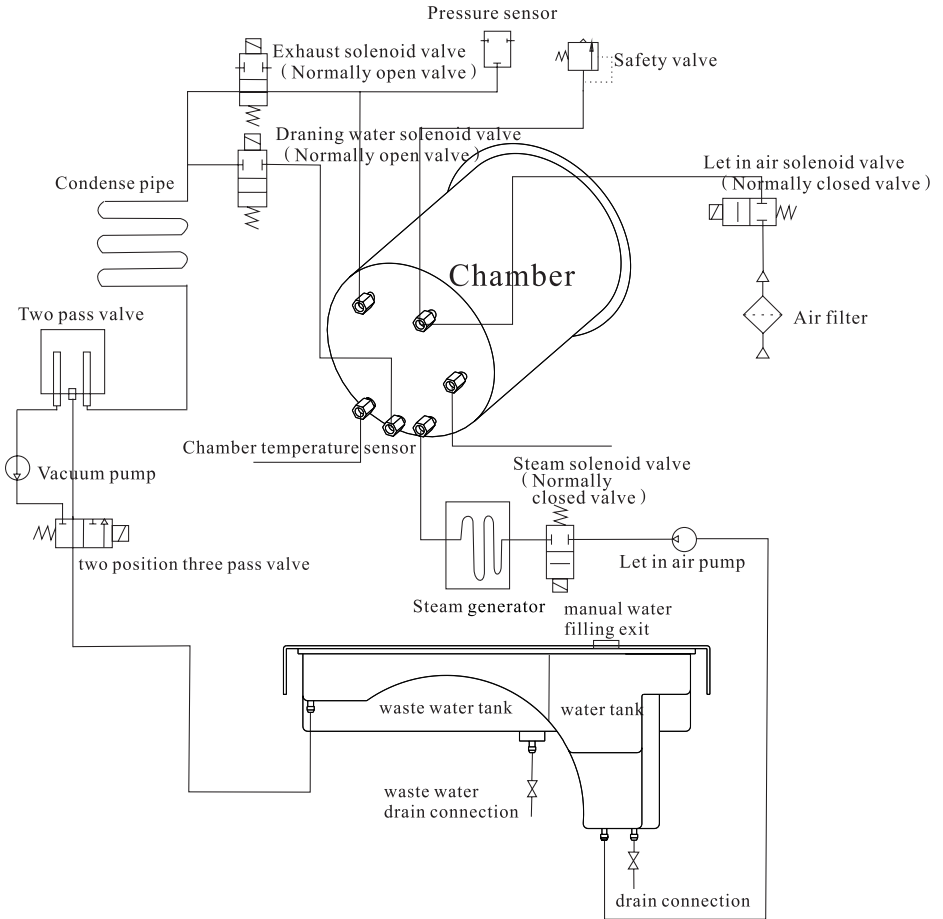 Pressure sensor
Exhaust solenoid valve
(Normally open valve)
Safety valve
Draning water solenoid valve
(Normally open valve)
Let in air solenoid valve
(Normally closed valve)
Condense pipe
Chamber
Two pass valve
Air filter
Chamber temperature sensor
Vacuum pump
Steam solenoid valve
(Normally
closed valve)
two position three pass valve
Let in air pump
Steam generator
manual water
filling exit
waste water tank
water tank
waste water
drain connection
drain connection